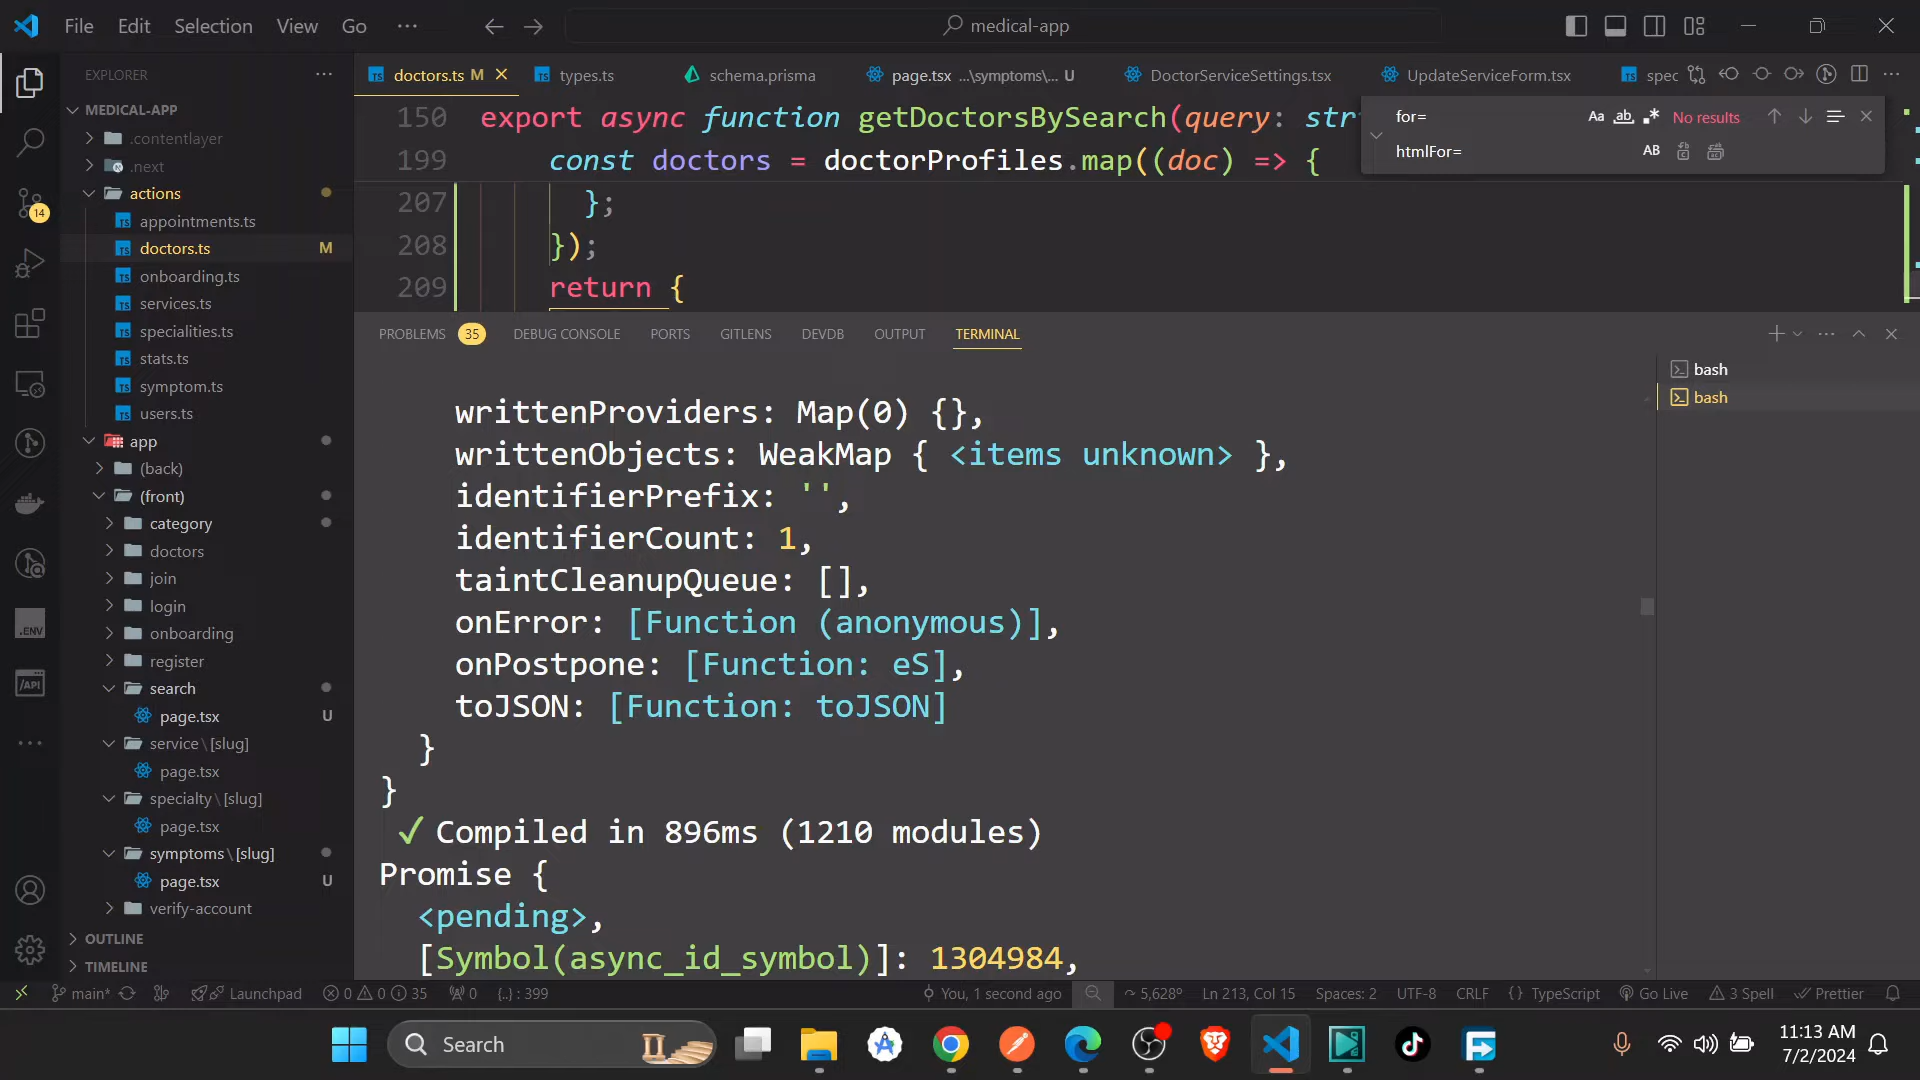 File Edit Selection View Go ··· medical-app
EXPLORER ···
MEDICAL-APP
.contentlayer
.next
actions
appointments.ts
doctors.ts M
onboarding.ts
services.ts
specialities.ts
stats.ts
symptom.ts
users.ts
app
(back)
(front)
category
doctors
join
login
onboarding
register
search
page.tsx U
service\[slug]
page.tsx
specialty\[slug]
page.tsx
symptoms\[slug]
page.tsx U
verify-account
OUTLINE
TIMELINE
14
.ENV
/API
doctors.ts M types.ts schema.prisma page.tsx ...\symptoms\... U DoctorServiceSettings.tsx UpdateServiceForm.tsx spec
for= Aa ab No results
htmlFor= AB
150 export async function getDoctorsBySearch(query: str
199 const doctors = doctorProfiles.map((doc) => {
207 };
208 });
209 return {
PROBLEMS 35 DEBUG CONSOLE PORTS GITLENS DEVDB OUTPUT TERMINAL
bash
bash
writtenProviders: Map(0) {},
writtenObjects: WeakMap { <items unknown> },
identifierPrefix: '',
identifierCount: 1,
taintCleanupQueue: [],
onError: [Function (anonymous)],
onPostpone: [Function: eS],
toJSON: [Function: toJSON]
}
}
✓ Compiled in 896ms (1210 modules)
Promise {
<pending>,
[Symbol(async_id_symbol)]: 1304984,
main* Launchpad 0 0 35 0 {..} : 399 You, 1 second ago 5,628º Ln 213, Col 15 Spaces: 2 UTF-8 CRLF {} TypeScript Go Live 3 Spell Prettier
Search
11:13 AM
7/2/2024